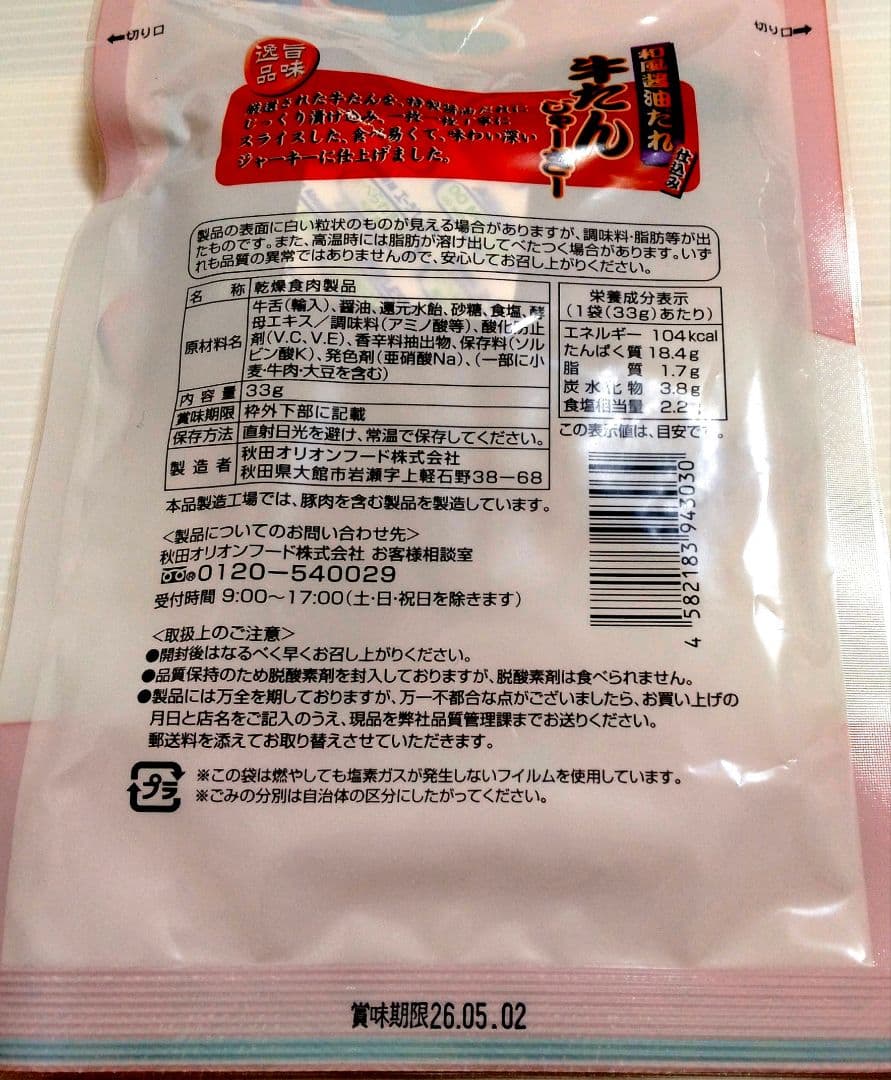 ←切り口
切り口→
旨味
逸品
和風醤油たれ
仕込み
牛たん
じゃーきー
厳選された牛たんを、特製醤油だれに
じっくり漬け込み、一枚一枚丁寧に
スライスした、食べ易くて、味わい深い
ジャーキーに仕上げました。
製品の表面に白い粒状のものが見える場合がありますが、調味料・脂肪等が出
たものです。また、高温時には脂肪が溶け出してべたつく場合があります。いず
れも品質の異常ではありませんので、安心してお召し上がりください。
名称 乾燥食肉製品
原材料名 牛舌(輸入)、醤油、還元水飴、砂糖、食塩、酵
母エキス/調味料(アミノ酸等)、酸化防止
剤(V.C、V.E)、香辛料抽出物、保存料(ソル
ビン酸K)、発色剤(亜硝酸Na)、(一部に小
麦・牛肉・大豆を含む)
内容量 33g
賞味期限 枠外下部に記載
保存方法 直射日光を避け、常温で保存してください。
製造者 秋田オリオンフード株式会社
秋田県大館市岩瀬字上軽石野38-68
栄養成分表示
(1袋(33g)あたり)
エネルギー 104kcal
たんぱく質 18.4g
脂質 1.7g
炭水化物 3.8g
食塩相当量 2.2g
この表示値は、目安です。
4 582183 943030
本品製造工場では、豚肉を含む製品を製造しています。
<製品についてのお問い合わせ先>
秋田オリオンフード株式会社 お客様相談室
0120-540029
受付時間 9:00~17:00(土・日・祝日を除きます)
<取扱上のご注意>
●開封後はなるべく早くお召し上がりください。
●品質保持のため脱酸素剤を封入しておりますが、脱酸素剤は食べられません。
●製品には万全を期しておりますが、万一不都合な点がございましたら、お買い上げの
月日と店名をご記入のうえ、現品を弊社品質管理課までお送りください。
郵送料を添えてお取り替えさせていただきます。
プラ
※この袋は燃やしても塩素ガスが発生しないフイルムを使用しています。
※ごみの分別は自治体の区分にしたがってください。
賞味期限26.05.02